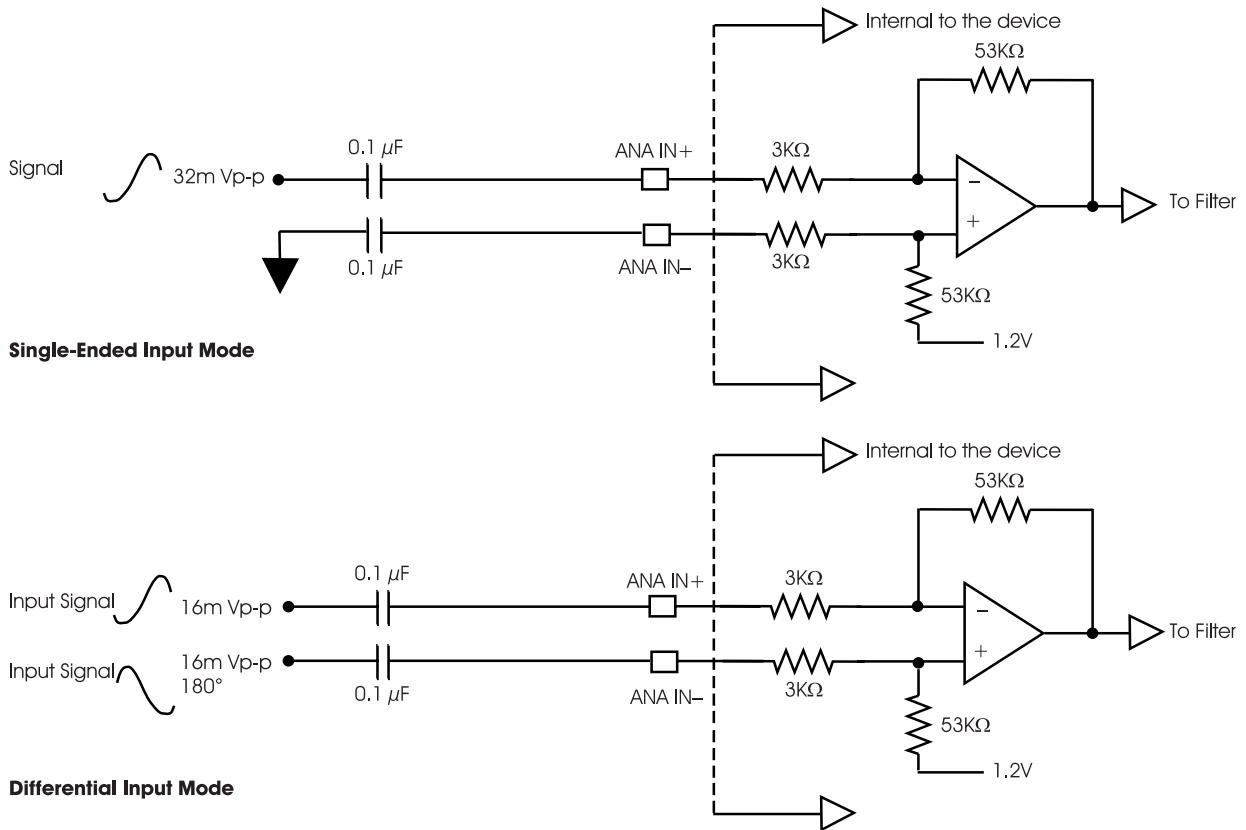 Internal to the device
53KΩ
Signal
32m Vp-p
0.1 µF
ANA IN+
3KΩ
−
+
To Filter
0.1 µF
ANA IN–
3KΩ
53KΩ
1.2V
Single-Ended Input Mode
Internal to the device
53KΩ
Input Signal
16m Vp-p
0.1 µF
ANA IN+
3KΩ
−
+
To Filter
Input Signal
16m Vp-p
180°
0.1 µF
ANA IN–
3KΩ
53KΩ
1.2V
Differential Input Mode